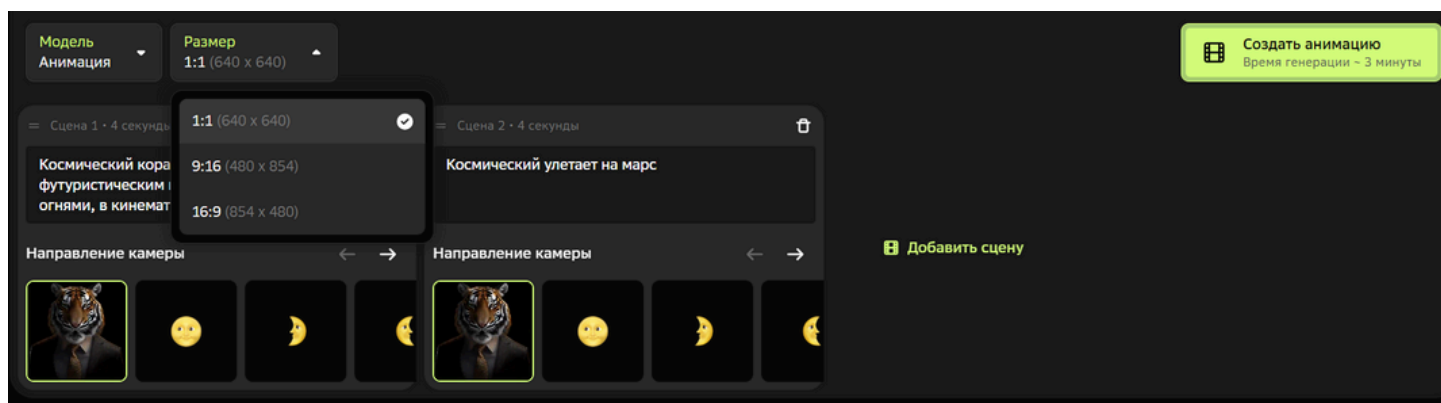 Модель
Анимация
Размер
1:1 (640 x 640)
Создать анимацию
Время генерации ~ 3 минуты
1:1 (640 x 640)
9:16 (480 x 854)
16:9 (854 x 480)
Сцена 1 • 4 секунды
Космический кора
футуристическим
огнями, в кинемат
Направление камеры
Сцена 2 • 4 секунды
Космический улетает на марс
Направление камеры
Добавить сцену